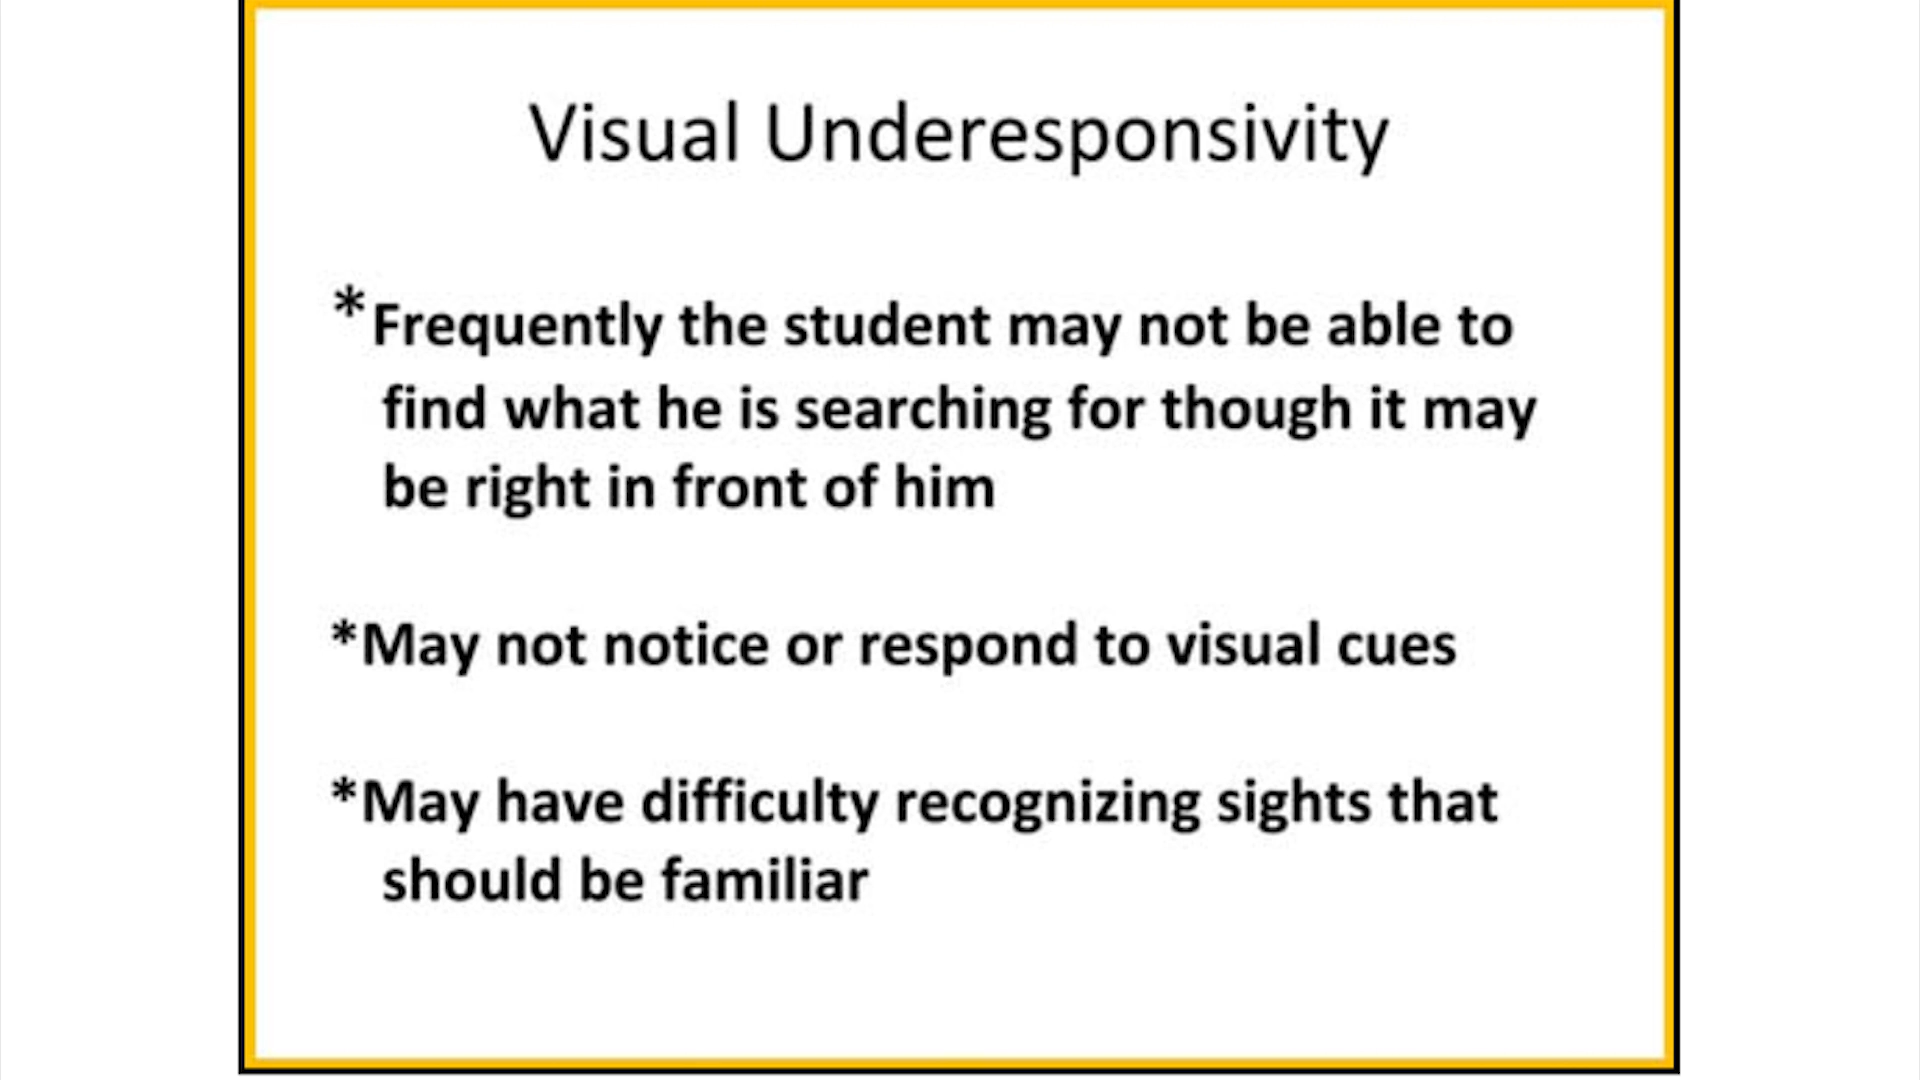 Visual Underesponsivity
*Frequently the student may not be able to
find what he is searching for though it may
be right in front of him
*May not notice or respond to visual cues
*May have difficulty recognizing sights that
should be familiar